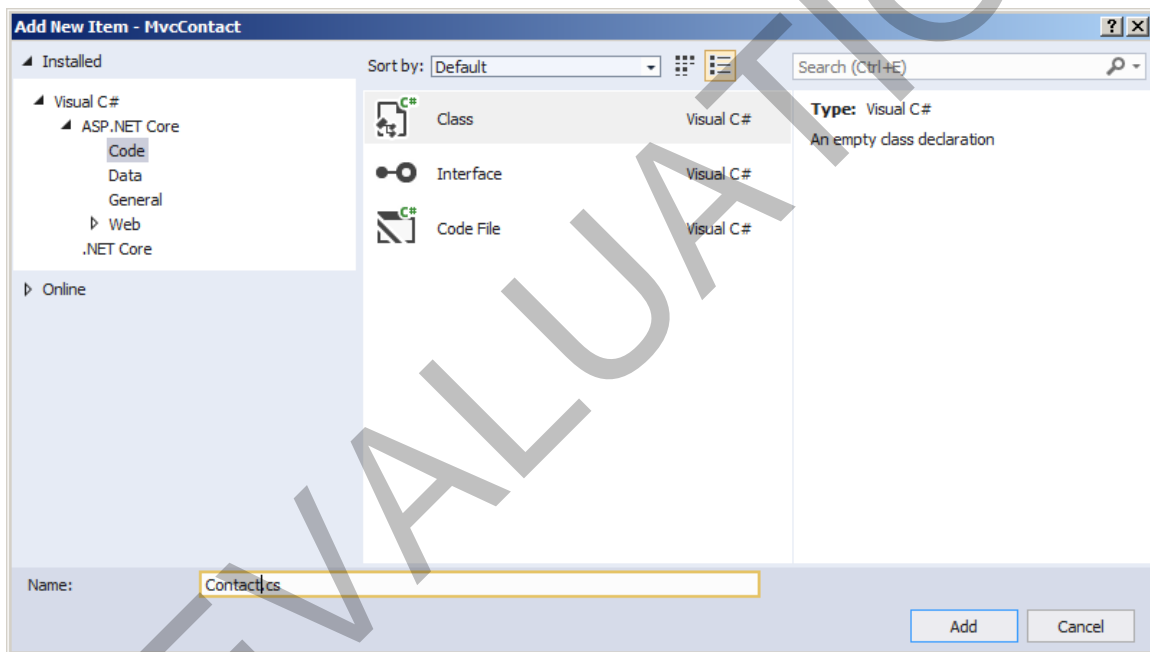 Add New Item - MvcContact
Installed
Sort by: Default
Search (Ctrl+E)
Visual C#
ASP.NET Core
Code
Data
General
Web
.NET Core
Online
Class Visual C#
Interface Visual C#
Code File Visual C#
Type: Visual C#
An empty class declaration
Name: Contact.cs
Add Cancel
EVALUATIO